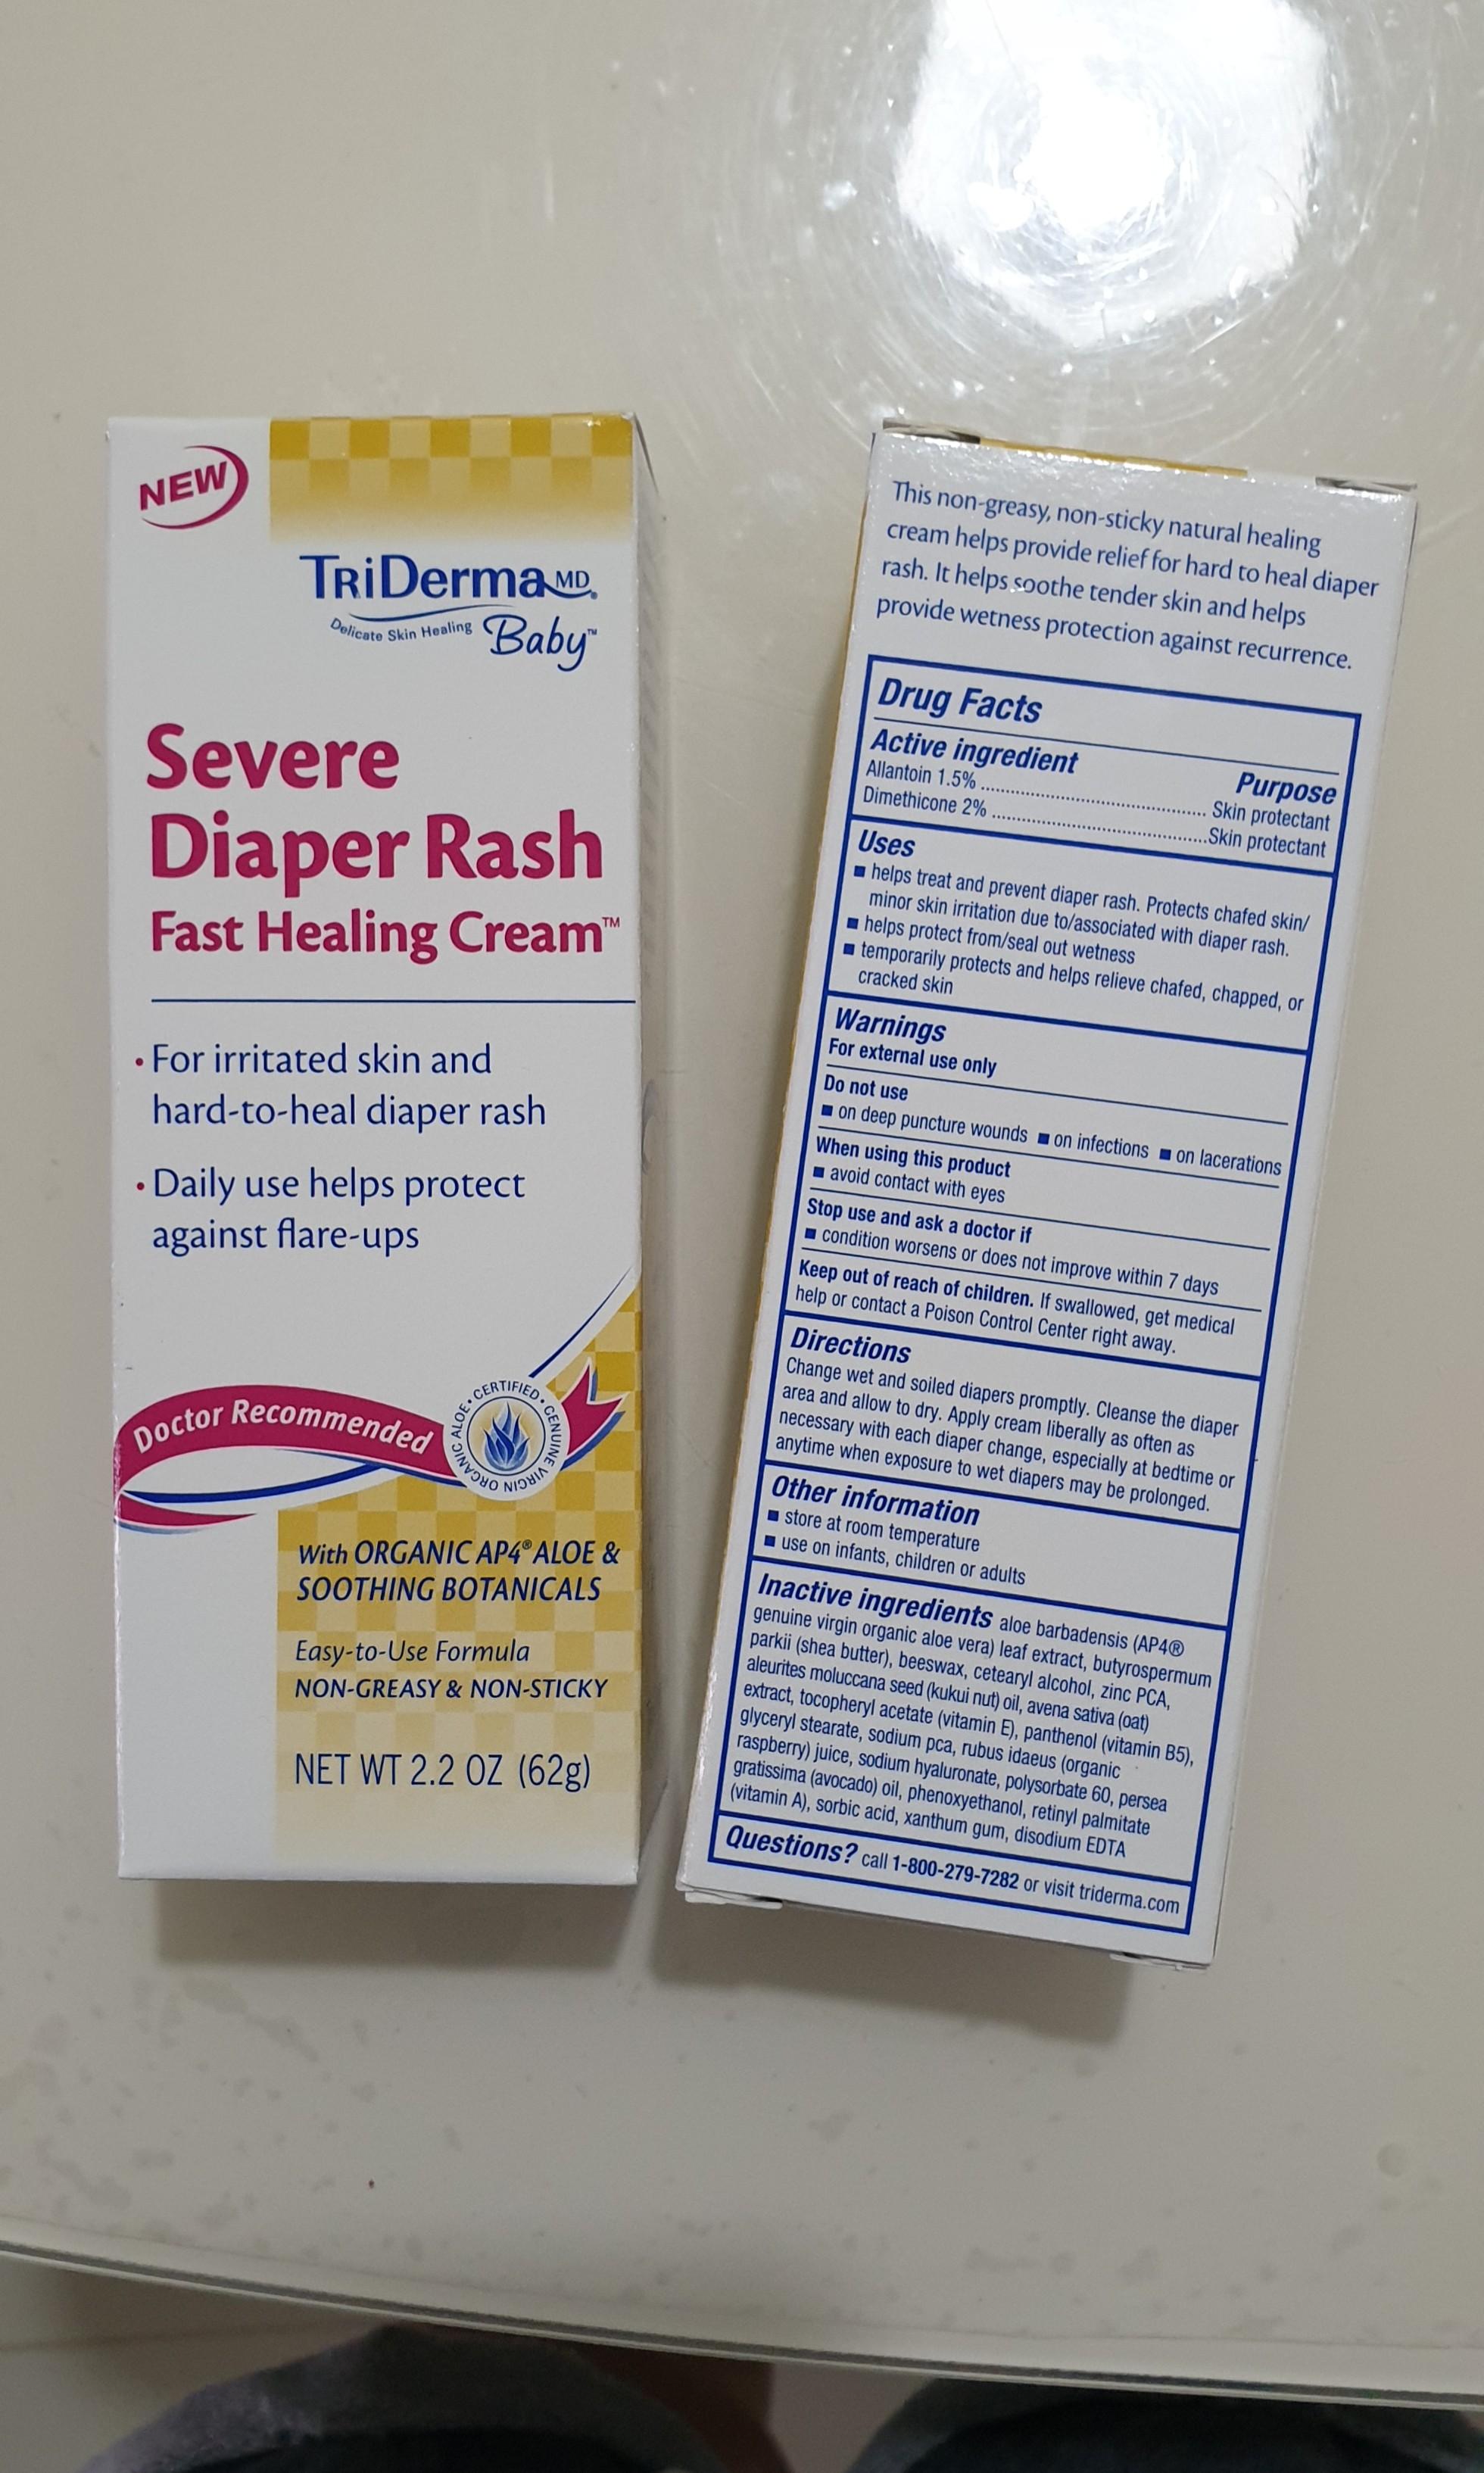 NEW
TRiDerma MD®
Delicate Skin Healing Baby™
Severe
Diaper Rash
Fast Healing Cream™
• For irritated skin and
hard-to-heal diaper rash
• Daily use helps protect
against flare-ups
Doctor Recommended
CERTIFIED • GENUINE VIRGIN ORGANIC ALOE •
With ORGANIC AP4® ALOE &
SOOTHING BOTANICALS
Easy-to-Use Formula
NON-GREASY & NON-STICKY
NET WT 2.2 OZ (62g)
This non-greasy, non-sticky natural healing
cream helps provide relief for hard to heal diaper
rash. It helps soothe tender skin and helps
provide wetness protection against recurrence.
Drug Facts
Active ingredient Purpose
Allantoin 1.5% ........................................ Skin protectant
Dimethicone 2% ...................................... Skin protectant
Uses
■ helps treat and prevent diaper rash. Protects chafed skin/
minor skin irritation due to/associated with diaper rash.
■ helps protect from/seal out wetness
■ temporarily protects and helps relieve chafed, chapped, or
cracked skin
Warnings
For external use only
Do not use
■ on deep puncture wounds ■ on infections ■ on lacerations
When using this product
■ avoid contact with eyes
Stop use and ask a doctor if
■ condition worsens or does not improve within 7 days
Keep out of reach of children. If swallowed, get medical
help or contact a Poison Control Center right away.
Directions
Change wet and soiled diapers promptly. Cleanse the diaper
area and allow to dry. Apply cream liberally as often as
necessary with each diaper change, especially at bedtime or
anytime when exposure to wet diapers may be prolonged.
Other information
■ store at room temperature
■ use on infants, children or adults
Inactive ingredients aloe barbadensis (AP4®
genuine virgin organic aloe vera) leaf extract, butyrospermum
parkii (shea butter), beeswax, cetearyl alcohol, zinc PCA,
aleurites moluccana seed (kukui nut) oil, avena sativa (oat)
extract, tocopheryl acetate (vitamin E), panthenol (vitamin B5),
glyceryl stearate, sodium pca, rubus idaeus (organic
raspberry) juice, sodium hyaluronate, polysorbate 60, persea
gratissima (avocado) oil, phenoxyethanol, retinyl palmitate
(vitamin A), sorbic acid, xanthum gum, disodium EDTA
Questions? call 1-800-279-7282 or visit triderma.com